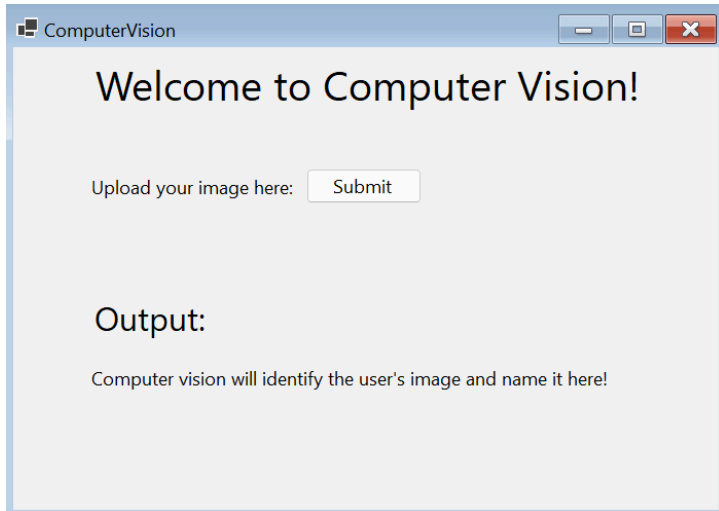 ComputerVision
Welcome to Computer Vision!
Upload your image here: Submit
Output:
Computer vision will identify the user's image and name it here!